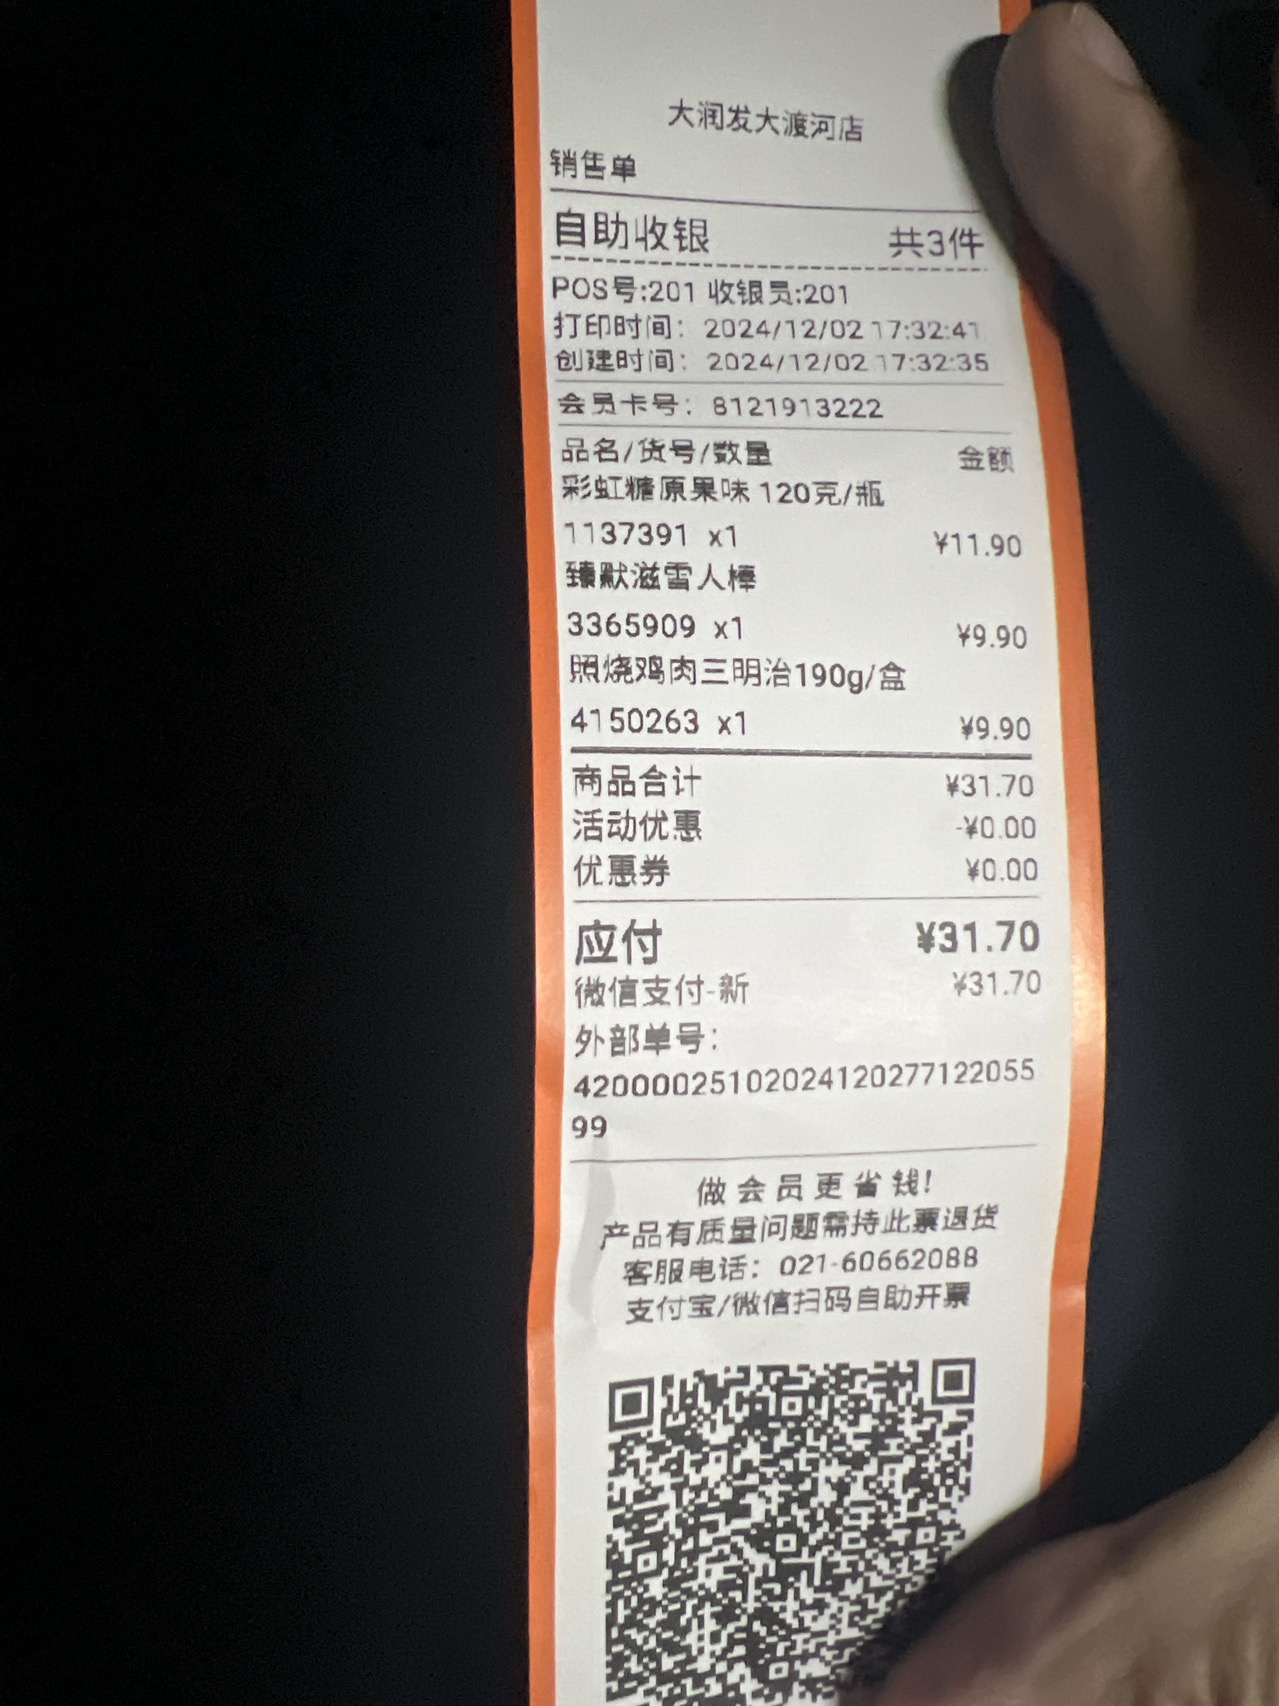 大润发大渡河店
销售单
自助收银 共3件
POS号:201 收银员:201
打印时间: 2024/12/02 17:32:41
创建时间: 2024/12/02 17:32:35
会员卡号: 8121913222
品名/货号/数量 金额
彩虹糖原果味 120克/瓶
1137391 x1 ¥11.90
臻默滋雪人棒
3365909 x1 ¥9.90
照烧鸡肉三明治190g/盒
4150263 x1 ¥9.90
商品合计 ¥31.70
活动优惠 -¥0.00
优惠券 ¥0.00
应付 ¥31.70
微信支付-新 ¥31.70
外部单号:
42000025102024120277122055
99
做会员更省钱!
产品有质量问题需持此票退货
客服电话: 021-60662088
支付宝/微信扫码自助开票